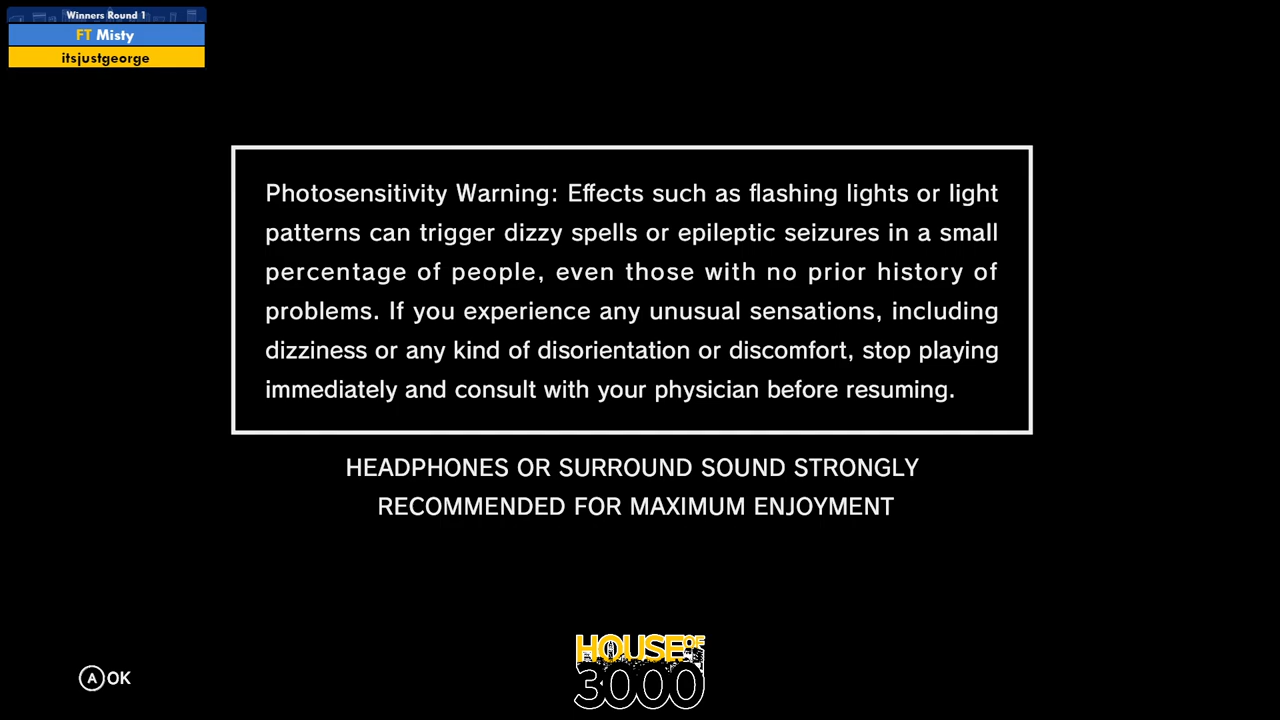 Winners Round 1
FT Misty
itsjustgeorge
Photosensitivity Warning: Effects such as flashing lights or light
patterns can trigger dizzy spells or epileptic seizures in a small
percentage of people, even those with no prior history of
problems. If you experience any unusual sensations, including
dizziness or any kind of disorientation or discomfort, stop playing
immediately and consult with your physician before resuming.
HEADPHONES OR SURROUND SOUND STRONGLY
RECOMMENDED FOR MAXIMUM ENJOYMENT
HOUSE OF
3000
A OK